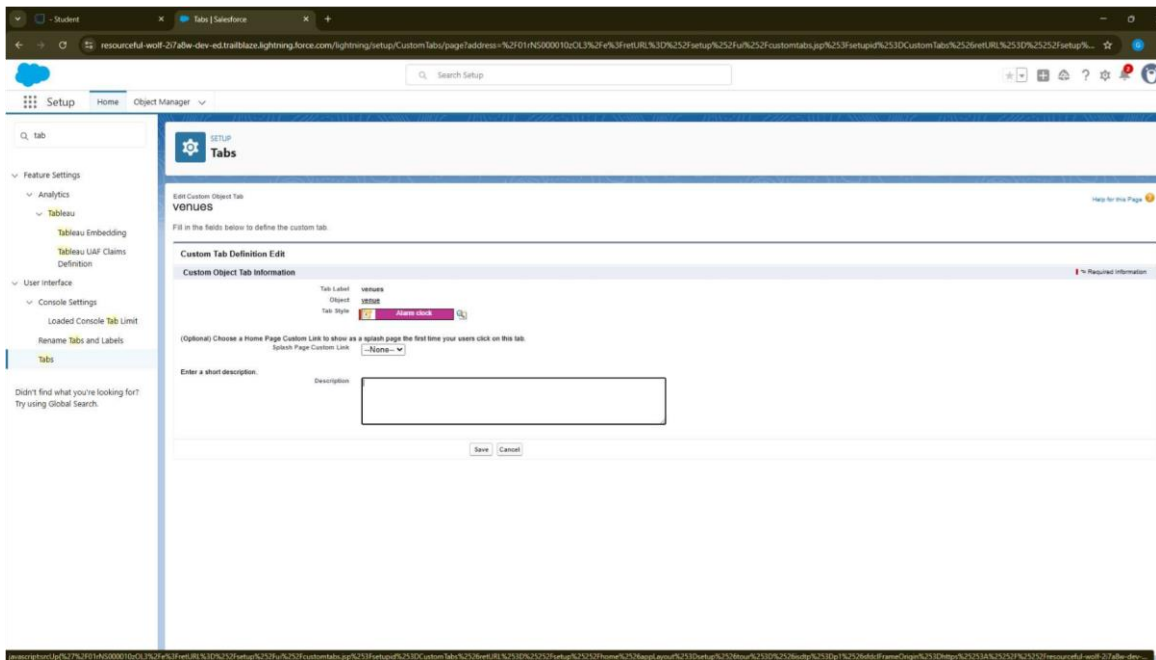 - Student
Tabs | Salesforce
Search Setup
Setup
Home
Object Manager
tab
Feature Settings
Analytics
Tableau
Tableau Embedding
Tableau UAF Claims
Definition
User Interface
Console Settings
Loaded Console Tab Limit
Rename Tabs and Labels
Tabs
Didn't find what you're looking for?
Try using Global Search.
SETUP
Tabs
Edit Custom Object Tab
venues
Help for this Page
Fill in the fields below to define the custom tab.
Custom Tab Definition Edit
Custom Object Tab Information
= Required Information
Tab Label venues
Object venue
Tab Style Alarm clock
(Optional) Choose a Home Page Custom Link to show as a splash page the first time your users click on this tab.
Splash Page Custom Link --None--
Enter a short description.
Description
Save Cancel